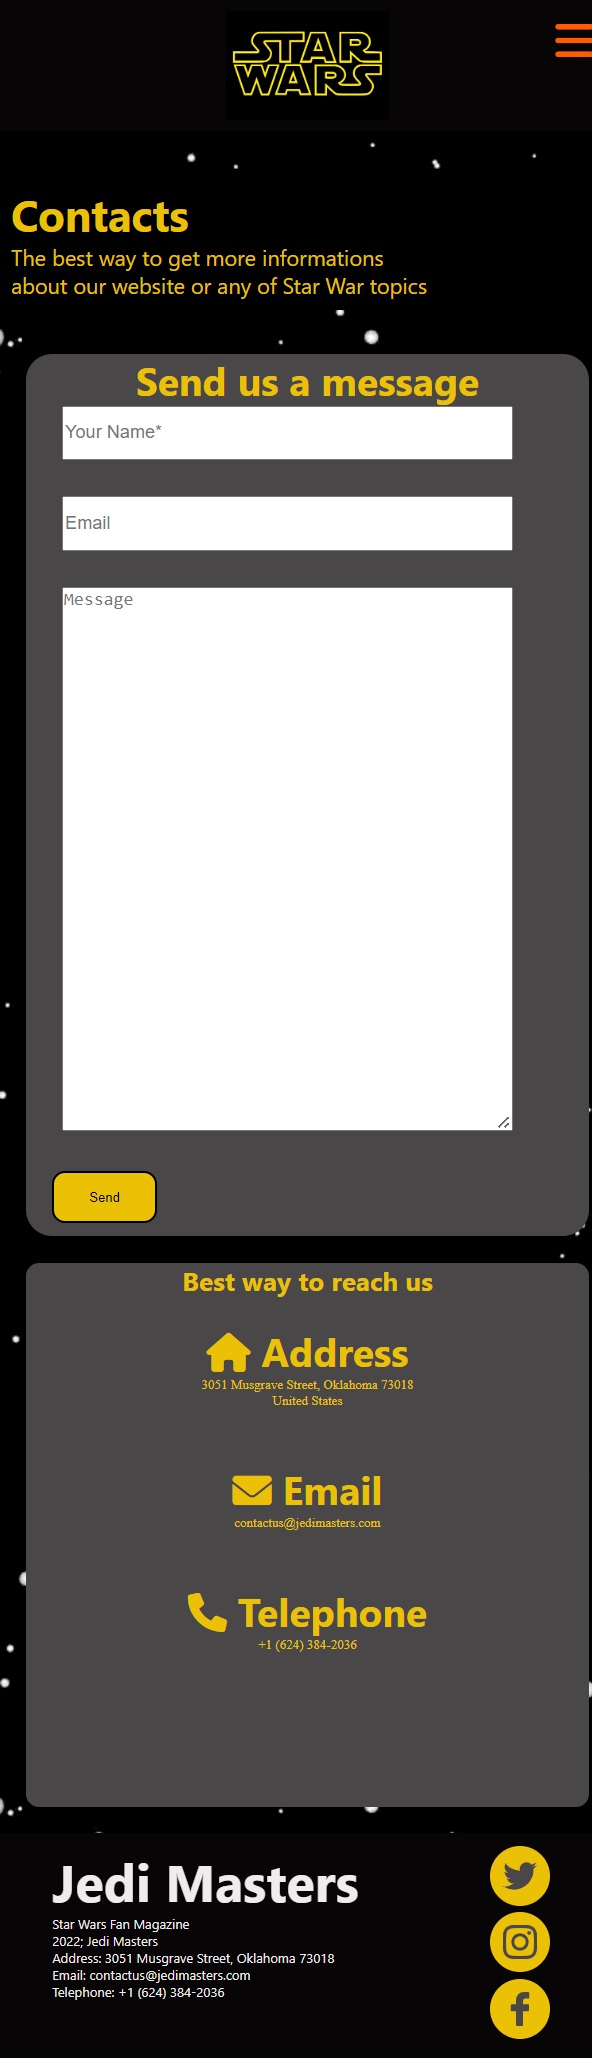 STAR
WARS
Contacts
The best way to get more informations
about our website or any of Star War topics
Send us a message
Your Name*
Email
Message
Send
Best way to reach us
Address
3051 Musgrave Street, Oklahoma 73018
United States
Email
contactus@jedimasters.com
Telephone
+1 (624) 384-2036
Jedi Masters
Star Wars Fan Magazine
2022; Jedi Masters
Address: 3051 Musgrave Street, Oklahoma 73018
Email: contactus@jedimasters.com
Telephone: +1 (624) 384-2036